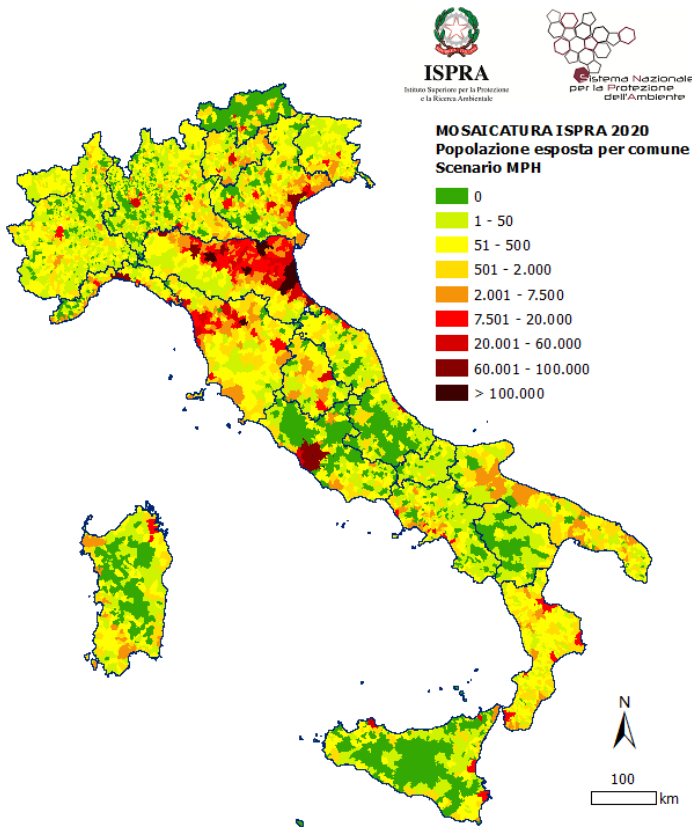 ISPRA
Istituto Superiore per la Protezione
e la Ricerca Ambientale
Sistema Nazionale
per la Protezione
dell'Ambiente
MOSAICATURA ISPRA 2020
Popolazione esposta per comune
Scenario MPH
0
1 - 50
51 - 500
501 - 2.000
2.001 - 7.500
7.501 - 20.000
20.001 - 60.000
60.001 - 100.000
> 100.000
N
100
km